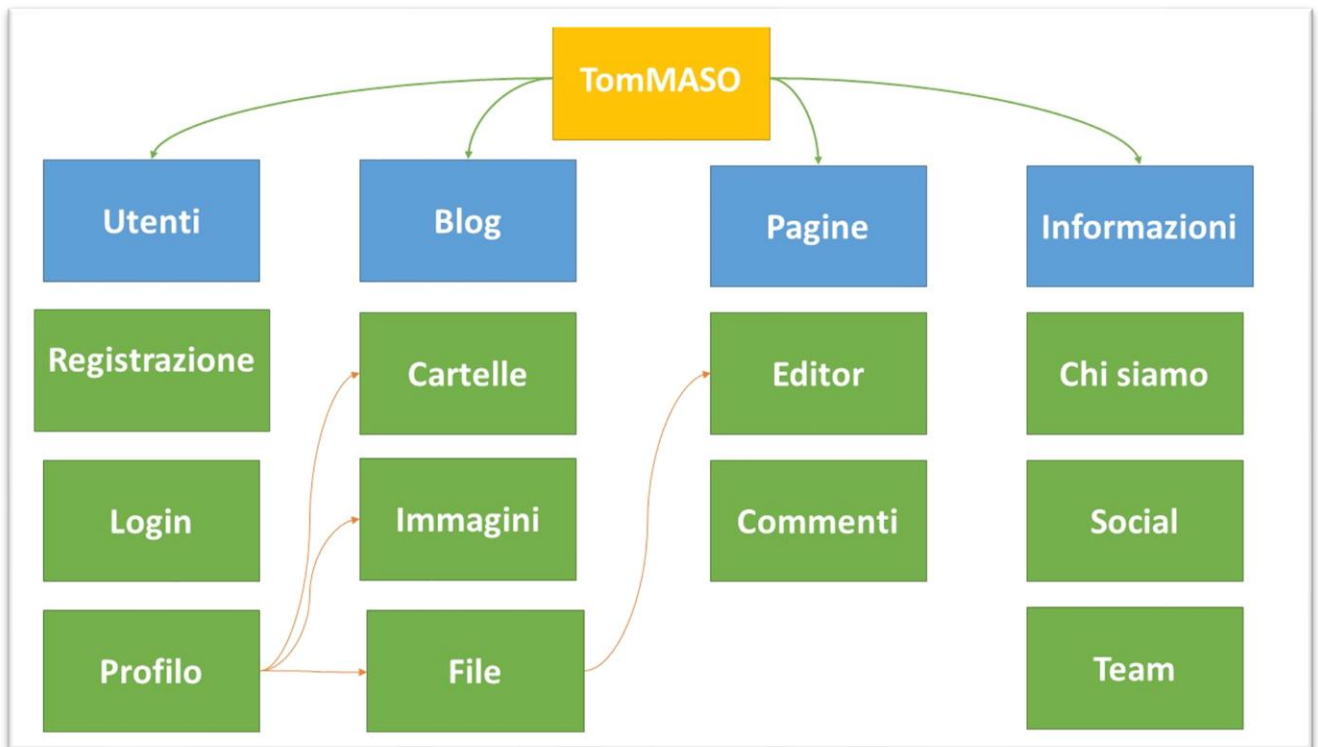 TomMASO
Utenti
Blog
Pagine
Informazioni
Registrazione
Cartelle
Editor
Chi siamo
Login
Immagini
Commenti
Social
Profilo
File
Team